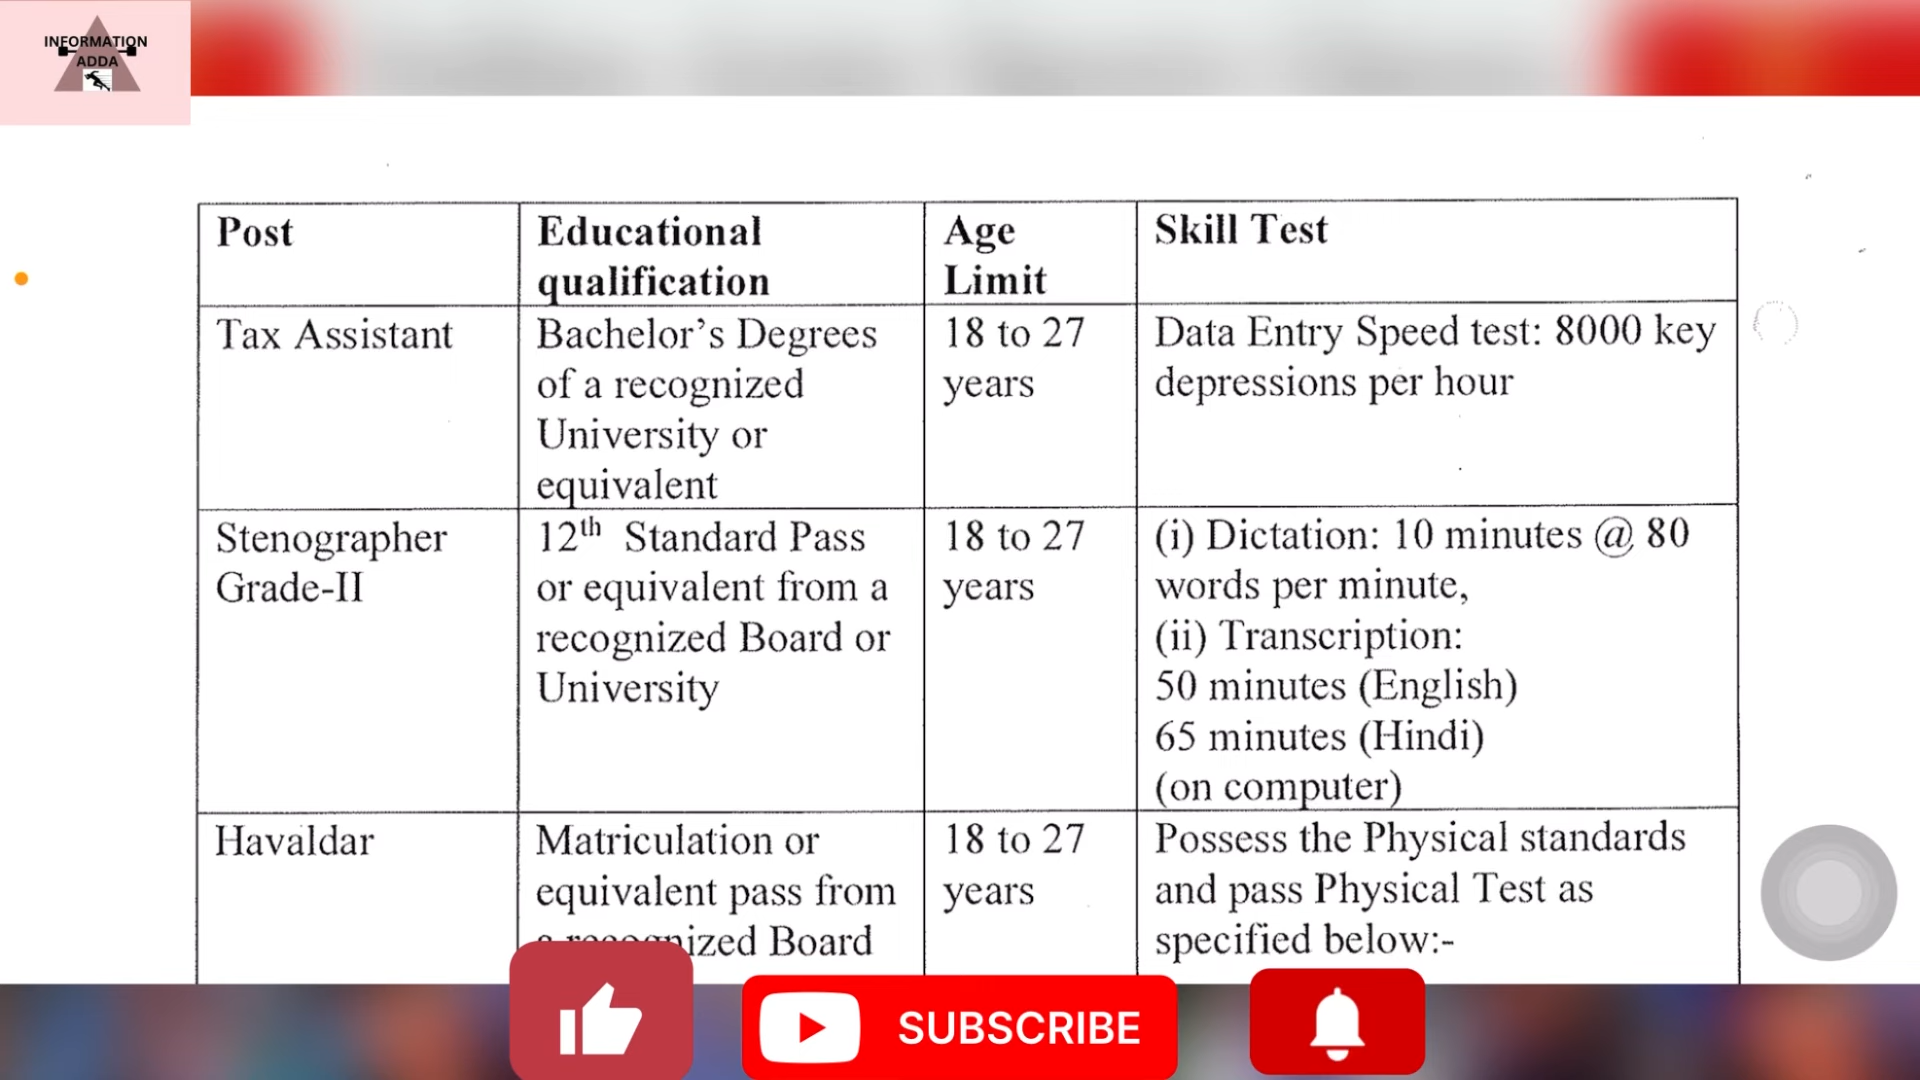 INFORMATION
ADDA
Post
Educational
qualification
Age
Limit
Skill Test
Tax Assistant
Bachelor's Degrees
of a recognized
University or
equivalent
18 to 27
years
Data Entry Speed test: 8000 key
depressions per hour
Stenographer
Grade-II
12th Standard Pass
or equivalent from a
recognized Board or
University
18 to 27
years
(i) Dictation: 10 minutes @ 80
words per minute,
(ii) Transcription:
50 minutes (English)
65 minutes (Hindi)
(on computer)
Havaldar
Matriculation or
equivalent pass from
a recognized Board
18 to 27
years
Possess the Physical standards
and pass Physical Test as
specified below:-
SUBSCRIBE